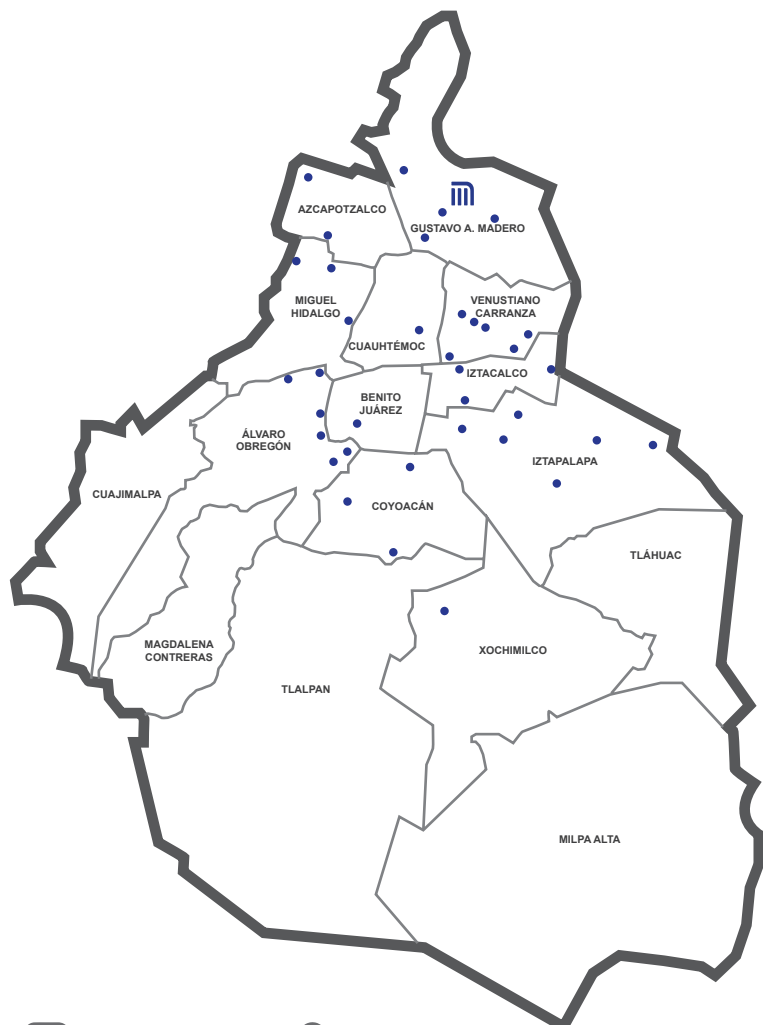 AZCAPOTZALCO
GUSTAVO A. MADERO
MIGUEL
HIDALGO
VENUSTIANO
CARRANZA
CUAUHTÉMOC
IZTACALCO
BENITO
JUÁREZ
ÁLVARO
OBREGÓN
IZTAPALAPA
CUAJIMALPA
COYOACÁN
TLÁHUAC
MAGDALENA
CONTRERAS
XOCHIMILCO
TLALPAN
MILPA ALTA